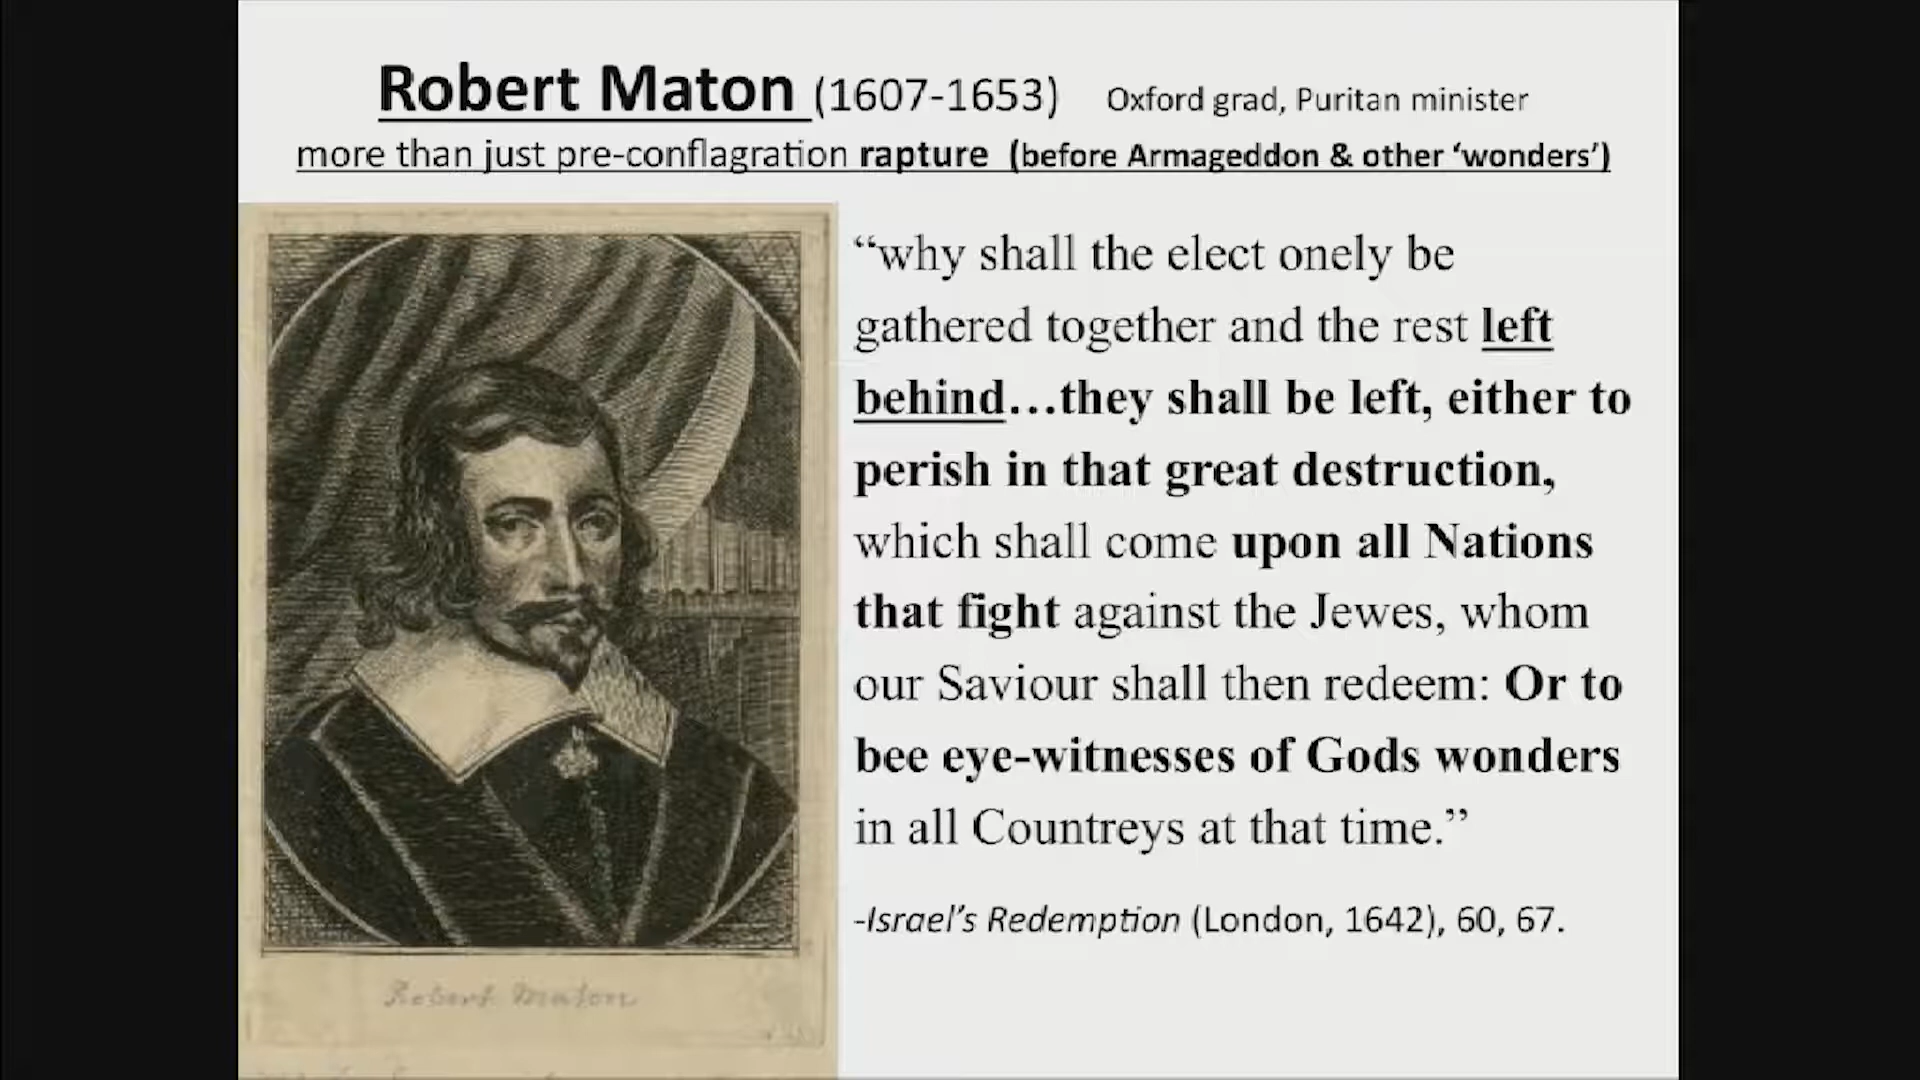 Robert Maton (1607-1653) Oxford grad, Puritan minister
more than just pre-conflagration rapture (before Armageddon & other ‘wonders’)
“why shall the elect onely be
gathered together and the rest left
behind…they shall be left, either to
perish in that great destruction,
which shall come upon all Nations
that fight against the Jewes, whom
our Saviour shall then redeem: Or to
bee eye-witnesses of Gods wonders
in all Countreys at that time.”
-Israel’s Redemption (London, 1642), 60, 67.
Robert Maton